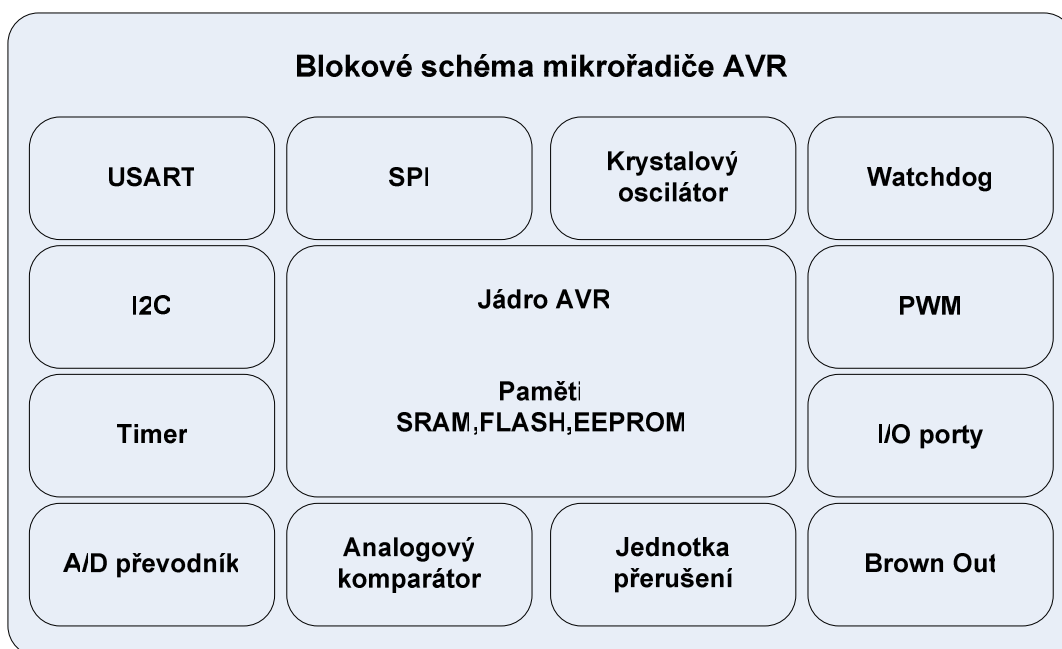 Blokové schéma mikrořadiče AVR
USART
SPI
Krystalový
oscilátor
Watchdog
I2C
Jádro AVR
PWM
Paměti
SRAM,FLASH,EEPROM
Timer
I/O porty
A/D převodník
Analogový
komparátor
Jednotka
přerušení
Brown Out